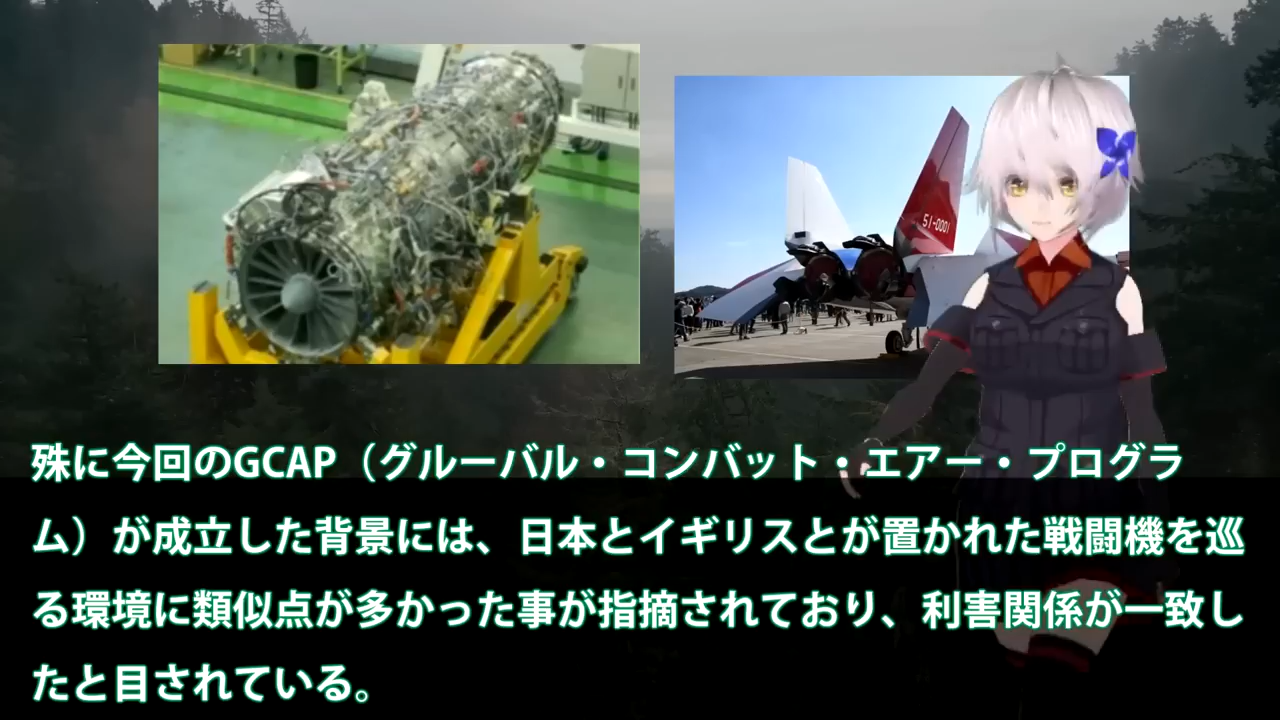 51-0001
殊に今回のGCAP（グルーバル・コンバット・エアー・プログラ
ム）が成立した背景には、日本とイギリスとが置かれた戦闘機を巡
る環境に類似点が多かった事が指摘されており、利害関係が一致し
たと目されている。